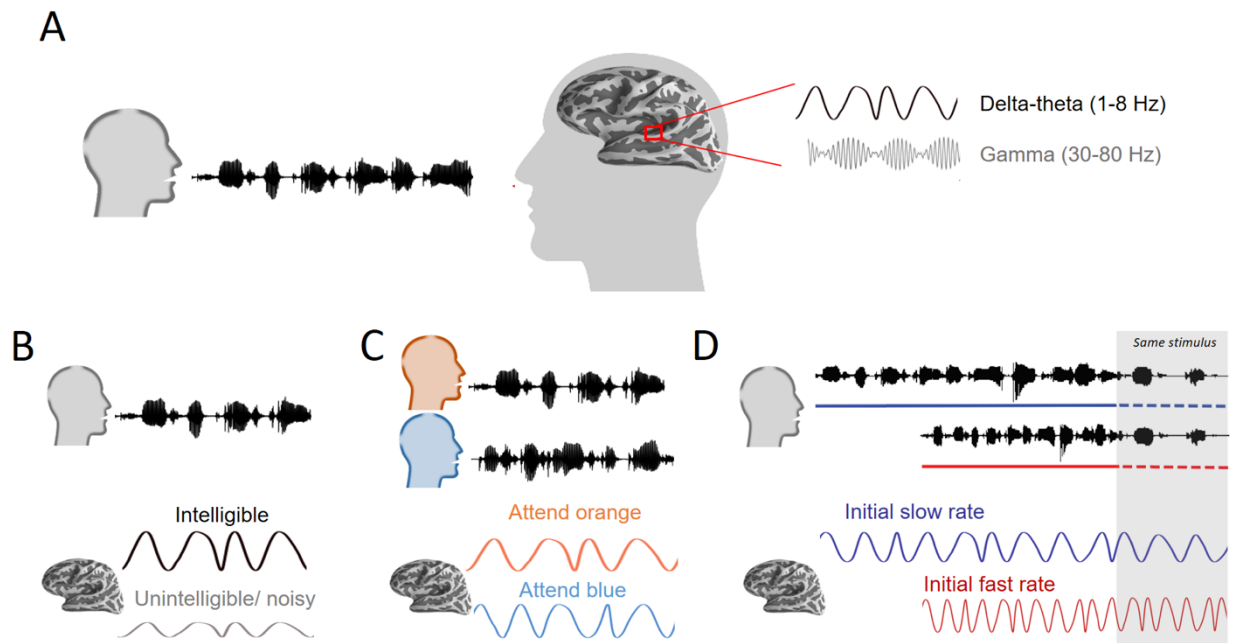 A
Delta-theta (1-8 Hz)
Gamma (30-80 Hz)
B
Intelligible
Unintelligible/ noisy
C
Attend orange
Attend blue
D
Same stimulus
Initial slow rate
Initial fast rate